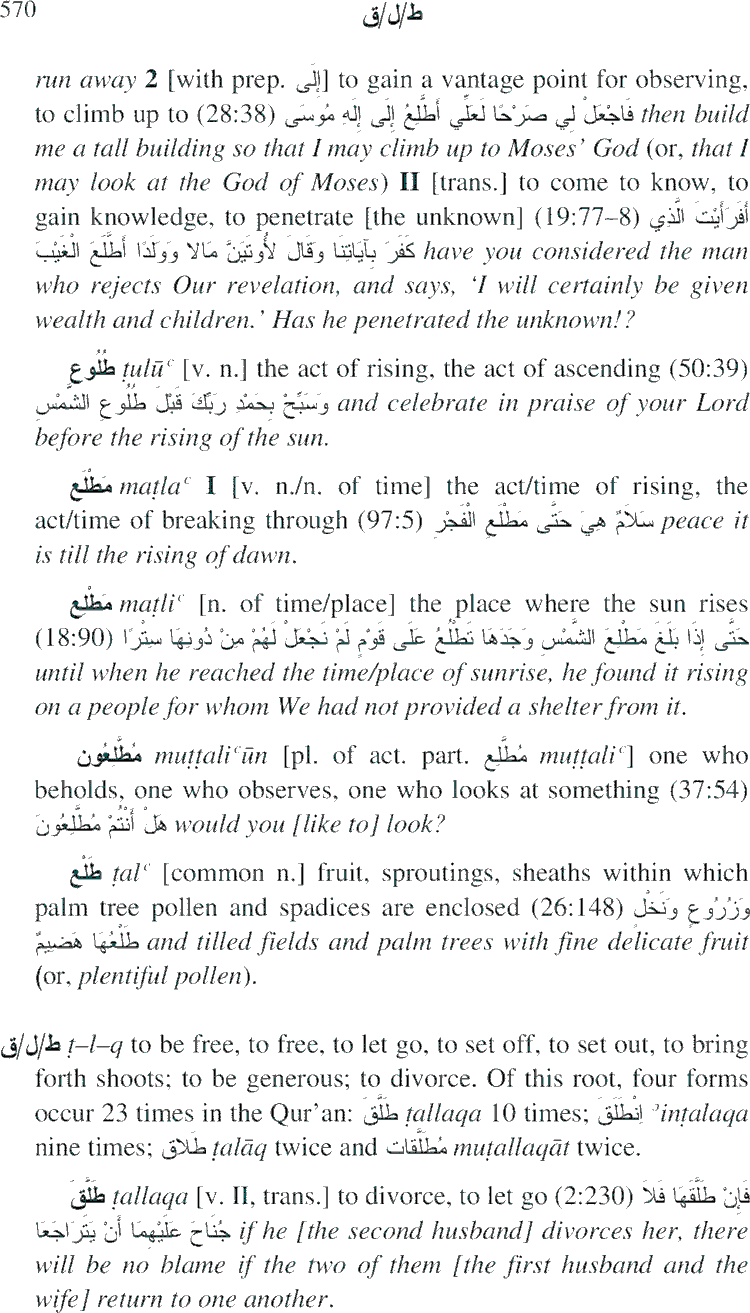 570
ط/ل/ق
run away 2 [with prep. إِلَى] to gain a vantage point for observing,
to climb up to (28:38) فَاجْعَلْ لِي صَرْحًا لَعَلِّي أَطَّلِعُ إِلَى إِلَهِ مُوسَى then build
me a tall building so that I may climb up to Moses’ God (or, that I
may look at the God of Moses) II [trans.] to come to know, to
gain knowledge, to penetrate [the unknown] (19:77–8) أَفَرَأَيْتَ الَّذِي
كَفَرَ بِآيَاتِنَا وَقَالَ لَأُوتَيَنَّ مَالاً وَوَلَدًا أَطَّلَعَ الْغَيْبَ have you considered the man
who rejects Our revelation, and says, ‘I will certainly be given
wealth and children.’ Has he penetrated the unknown!?
طُلُوع ṭulūᶜ [v. n.] the act of rising, the act of ascending (50:39)
وَسَبِّحْ بِحَمْدِ رَبِّكَ قَبْلَ طُلُوعِ الشَّمْسِ and celebrate in praise of your Lord
before the rising of the sun.
مَطْلَع maṭlaᶜ I [v. n./n. of time] the act/time of rising, the
act/time of breaking through (97:5) سَلاَمٌ هِيَ حَتَّى مَطْلَعِ الْفَجْرِ peace it
is till the rising of dawn.
مَطْلِع maṭliᶜ [n. of time/place] the place where the sun rises
(18:90) حَتَّى إِذَا بَلَغَ مَطْلِعَ الشَّمْسِ وَجَدَهَا تَطْلُعُ عَلَى قَوْمٍ لَمْ نَجْعَلْ لَهُمْ مِنْ دُونِهَا سِتْرًا
until when he reached the time/place of sunrise, he found it rising
on a people for whom We had not provided a shelter from it.
مُطَّلِعُون muṭṭaliᶜūn [pl. of act. part. مُطَّلِع muṭṭaliᶜ] one who
beholds, one who observes, one who looks at something (37:54)
هَلْ أَنْتُمْ مُطَّلِعُونَ would you [like to] look?
طَلْع ṭalᶜ [common n.] fruit, sproutings, sheaths within which
palm tree pollen and spadices are enclosed (26:148) وَزُرُوعٍ وَنَخْلٍ
طَلْعُهَا هَضِيمٌ and tilled fields and palm trees with fine delicate fruit
(or, plentiful pollen).
ط/ل/ق ṭ–l–q to be free, to free, to let go, to set off, to set out, to bring
forth shoots; to be generous; to divorce. Of this root, four forms
occur 23 times in the Qur’an: طَلَّقَ ṭallaqa 10 times; اِنْطَلَقَ ʾinṭalaqa
nine times; طَلاَق ṭalāq twice and مُطَلَّقات muṭallaqāt twice.
طَلَّقَ ṭallaqa [v. II, trans.] to divorce, to let go (2:230) فَإِنْ طَلَّقَهَا فَلاَ
جُنَاحَ عَلَيْهِمَا أَنْ يَتَرَاجَعَا if he [the second husband] divorces her, there
will be no blame if the two of them [the first husband and the
wife] return to one another.